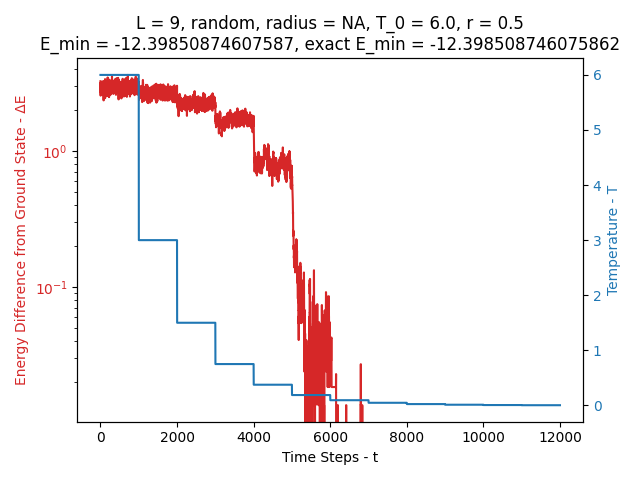 L = 9, random, radius = NA, T_0 = 6.0, r = 0.5
E_min = -12.39850874607587, exact E_min = -12.398508746075862
Energy Difference from Ground State - ΔE
10^0
10^-1
Temperature - T
6
5
4
3
2
1
0
0 2000 4000 6000 8000 10000 12000
Time Steps - t